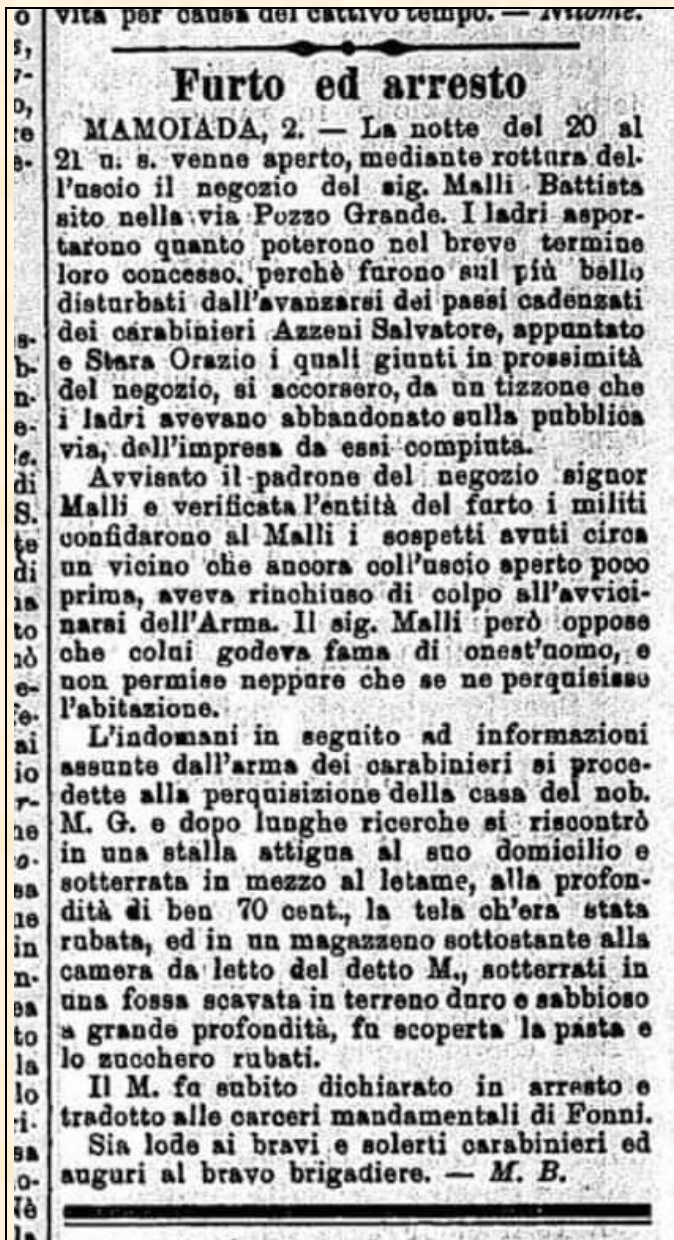 vita per causa del cattivo tempo. — Nitome.
Furto ed arresto
MAMOIADA, 2. — La notte del 20 al
21 u. s. venne aperto, mediante rottura del-
l'uscio il negozio del sig. Malli Battista
sito nella via Pozzo Grande. I ladri aspor-
tarono quanto poterono nel breve termine
loro concesso, perchè furono sul più bello
disturbati dall'avanzarsi dei passi cadenzati
dei carabinieri Azzeni Salvatore, appuntato
e Stara Orazio i quali giunti in prossimità
del negozio, si accorsero, da un tizzone che
i ladri avevano abbandonato sulla pubblica
via, dell'impresa da essi compiuta.
Avvisato il padrone del negozio signor
Malli e verificata l'entità del furto i militi
confidarono al Malli i sospetti avuti circa
un vicino che ancora coll'uscio aperto poco
prima, aveva rinchiuso di colpo all'avvici-
narsi dell'Arma. Il sig. Malli però oppose
che colui godeva fama di onest'uomo, e
non permise neppure che se ne perquisisse
l'abitazione.
L'indomani in seguito ad informazioni
assunte dall'arma dei carabinieri si proce-
dette alla perquisizione della casa del nob.
M. G. e dopo lunghe ricerche si riscontrò
in una stalla attigua al suo domicilio e
sotterrata in mezzo al letame, alla profon-
dità di ben 70 cent., la tela ch'era stata
rubata, ed in un magazzeno sottostante alla
camera da letto del detto M., sotterrati in
una fossa scavata in terreno duro e sabbioso
a grande profondità, fu scoperta la pasta e
lo zucchero rubati.
Il M. fu subito dichiarato in arresto e
tradotto alle carceri mandamentali di Fonni.
Sia lode ai bravi e solerti carabinieri ed
auguri al bravo brigadiere. — M. B.